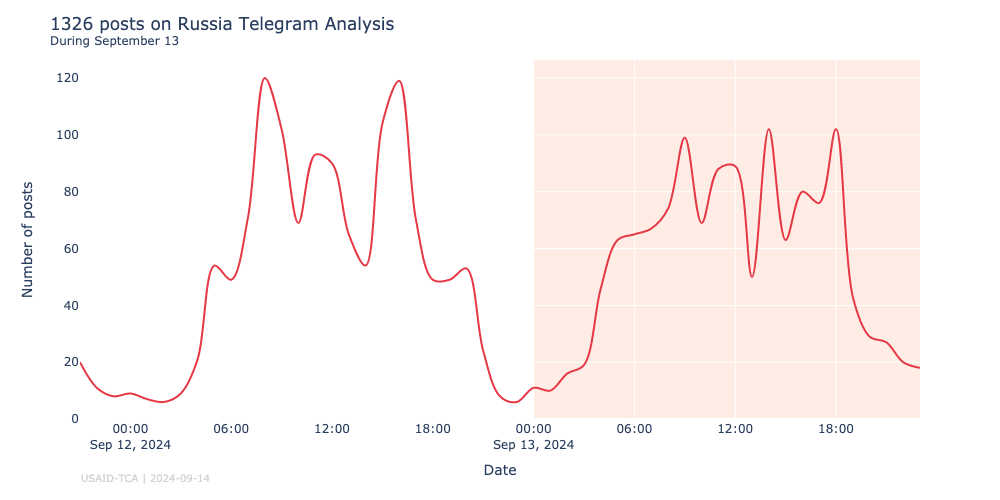 1326 posts on Russia Telegram Analysis
During September 13
Number of posts
120
100
80
60
40
20
0
00:00 06:00 12:00 18:00 00:00 06:00 12:00 18:00
Sep 12, 2024 Sep 13, 2024
Date
USAID-TCA | 2024-09-14